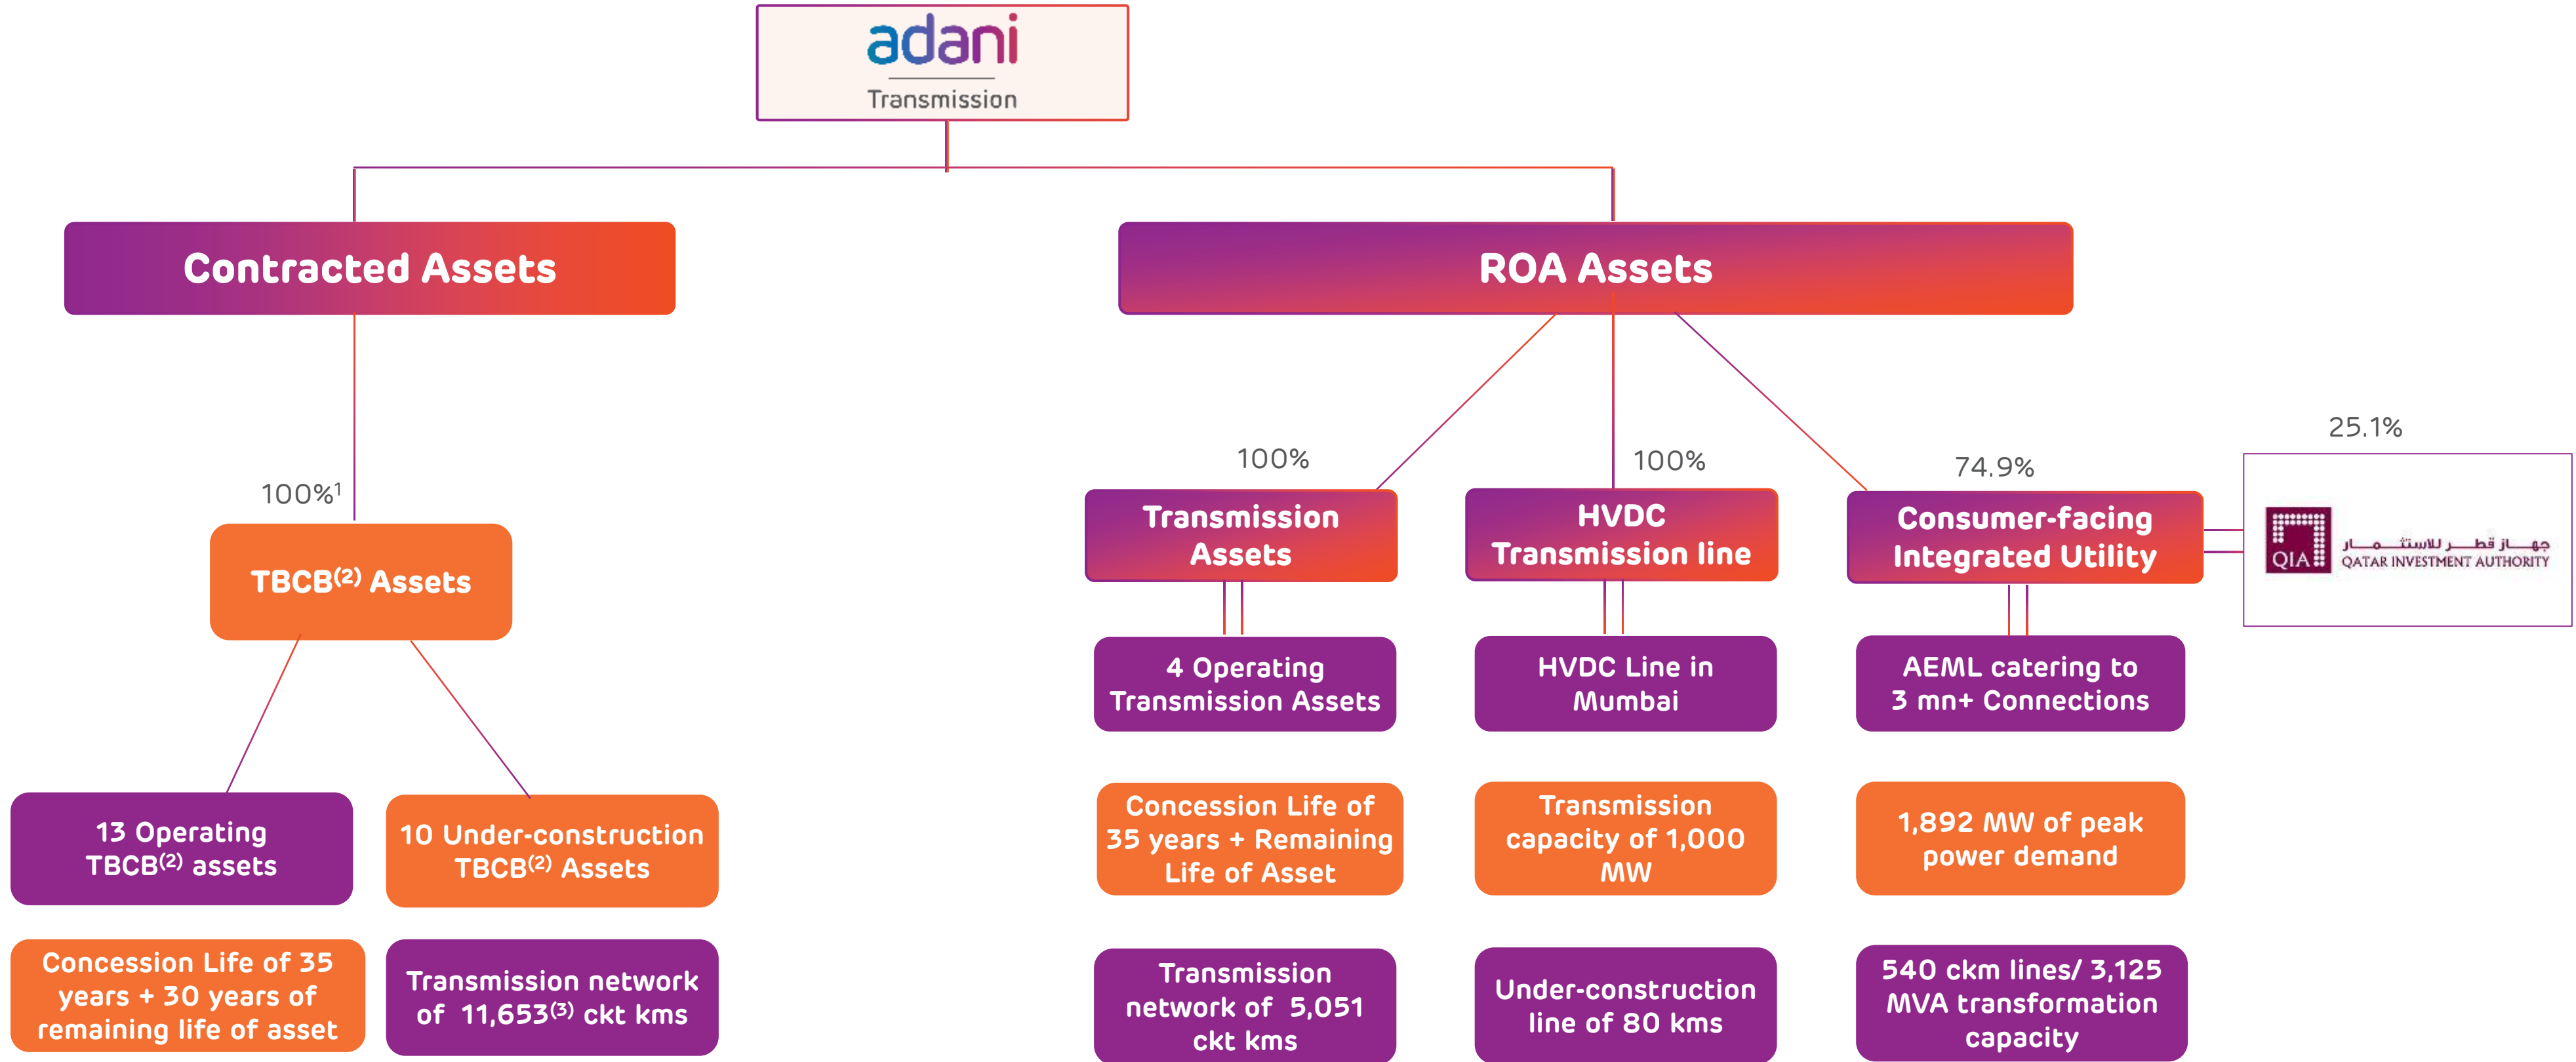 adani
Transmission
Contracted Assets
ROA Assets
100%¹
TBCB⁽²⁾ Assets
13 Operating
TBCB⁽²⁾ assets
10 Under-construction
TBCB⁽²⁾ Assets
Concession Life of 35
years + 30 years of
remaining life of asset
Transmission network
of 11,653⁽³⁾ ckt kms
100%
Transmission
Assets
4 Operating
Transmission Assets
Concession Life of
35 years + Remaining
Life of Asset
Transmission
network of 5,051
ckt kms
100%
HVDC
Transmission line
HVDC Line in
Mumbai
Transmission
capacity of 1,000
MW
Under-construction
line of 80 kms
74.9%
Consumer-facing
Integrated Utility
AEML catering to
3 mn+ Connections
1,892 MW of peak
power demand
540 ckm lines/ 3,125
MVA transformation
capacity
25.1%
QIA
جهاز قطر للاستثمار
QATAR INVESTMENT AUTHORITY